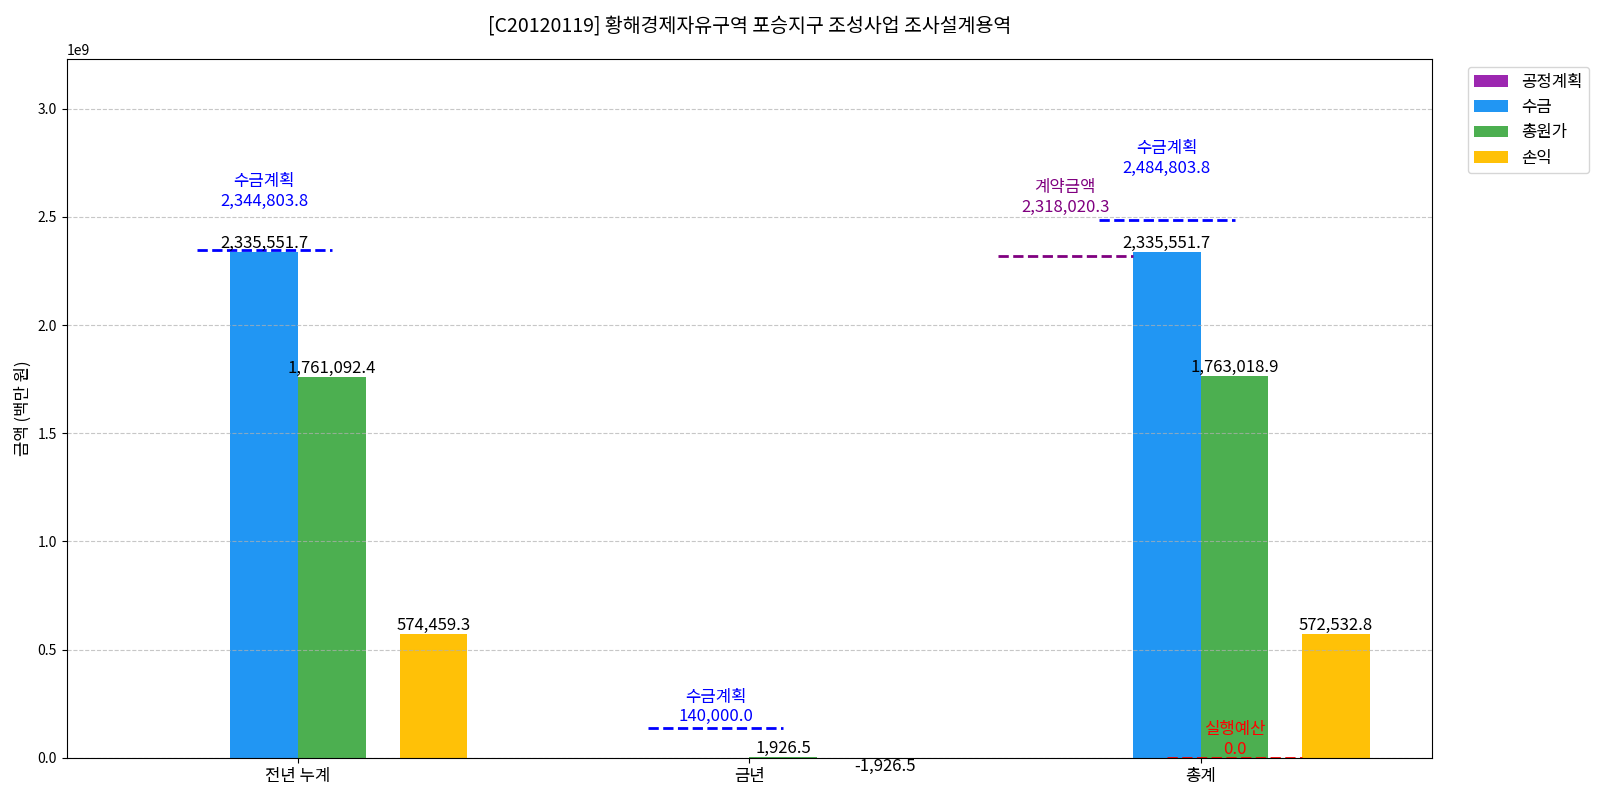 [C20120119] 황해경제자유구역 포승지구 조성사업 조사설계용역
1e9
공정계획
수금
총원가
손익
3.0
2.5
2.0
1.5
1.0
0.5
0.0
금액 (백만 원)
수금계획
2,344,803.8
2,335,551.7
1,761,092.4
574,459.3
수금계획
140,000.0
1,926.5
-1,926.5
계약금액
2,318,020.3
수금계획
2,484,803.8
2,335,551.7
1,763,018.9
572,532.8
실행예산
0.0
전년 누계
금년
총계